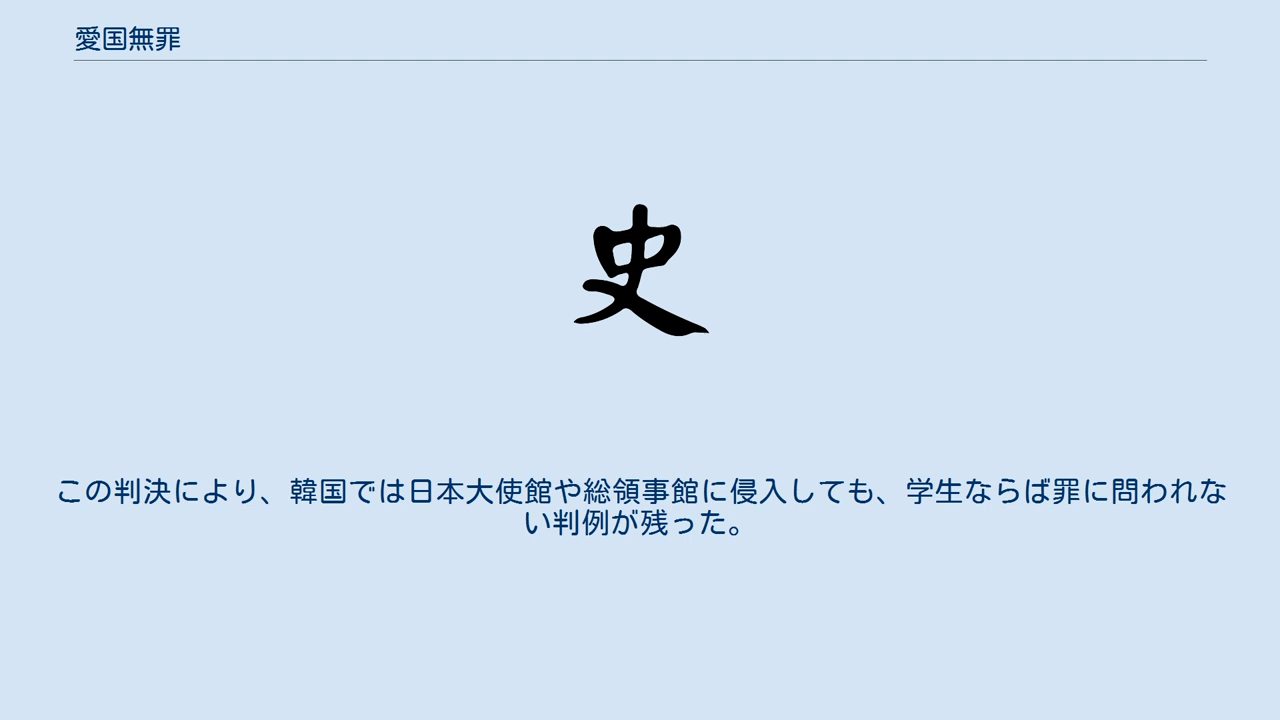 愛国無罪
史
この判決により、韓国では日本大使館や総領事館に侵入しても、学生ならば罪に問われな
い判例が残った。